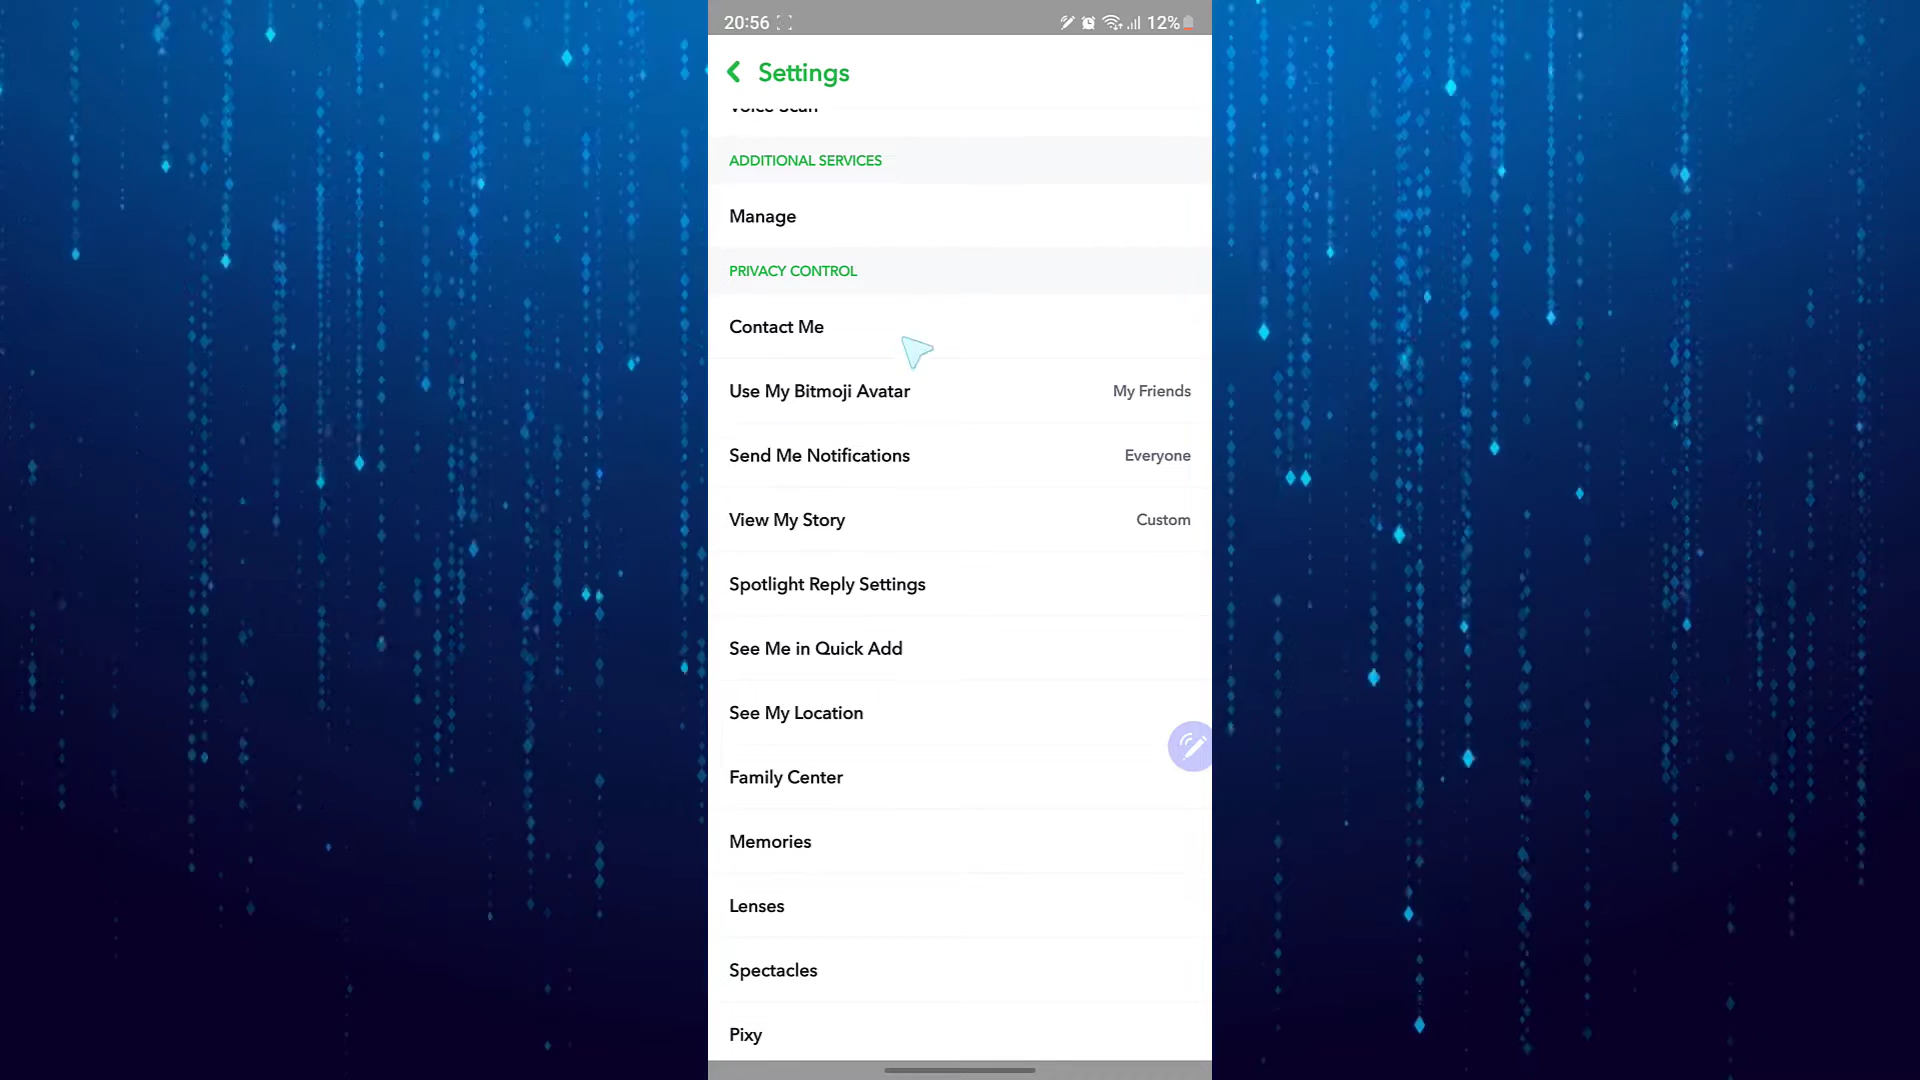 20:56
12%
Settings
Voice Scan
ADDITIONAL SERVICES
Manage
PRIVACY CONTROL
Contact Me
Use My Bitmoji Avatar My Friends
Send Me Notifications Everyone
View My Story Custom
Spotlight Reply Settings
See Me in Quick Add
See My Location
Family Center
Memories
Lenses
Spectacles
Pixy